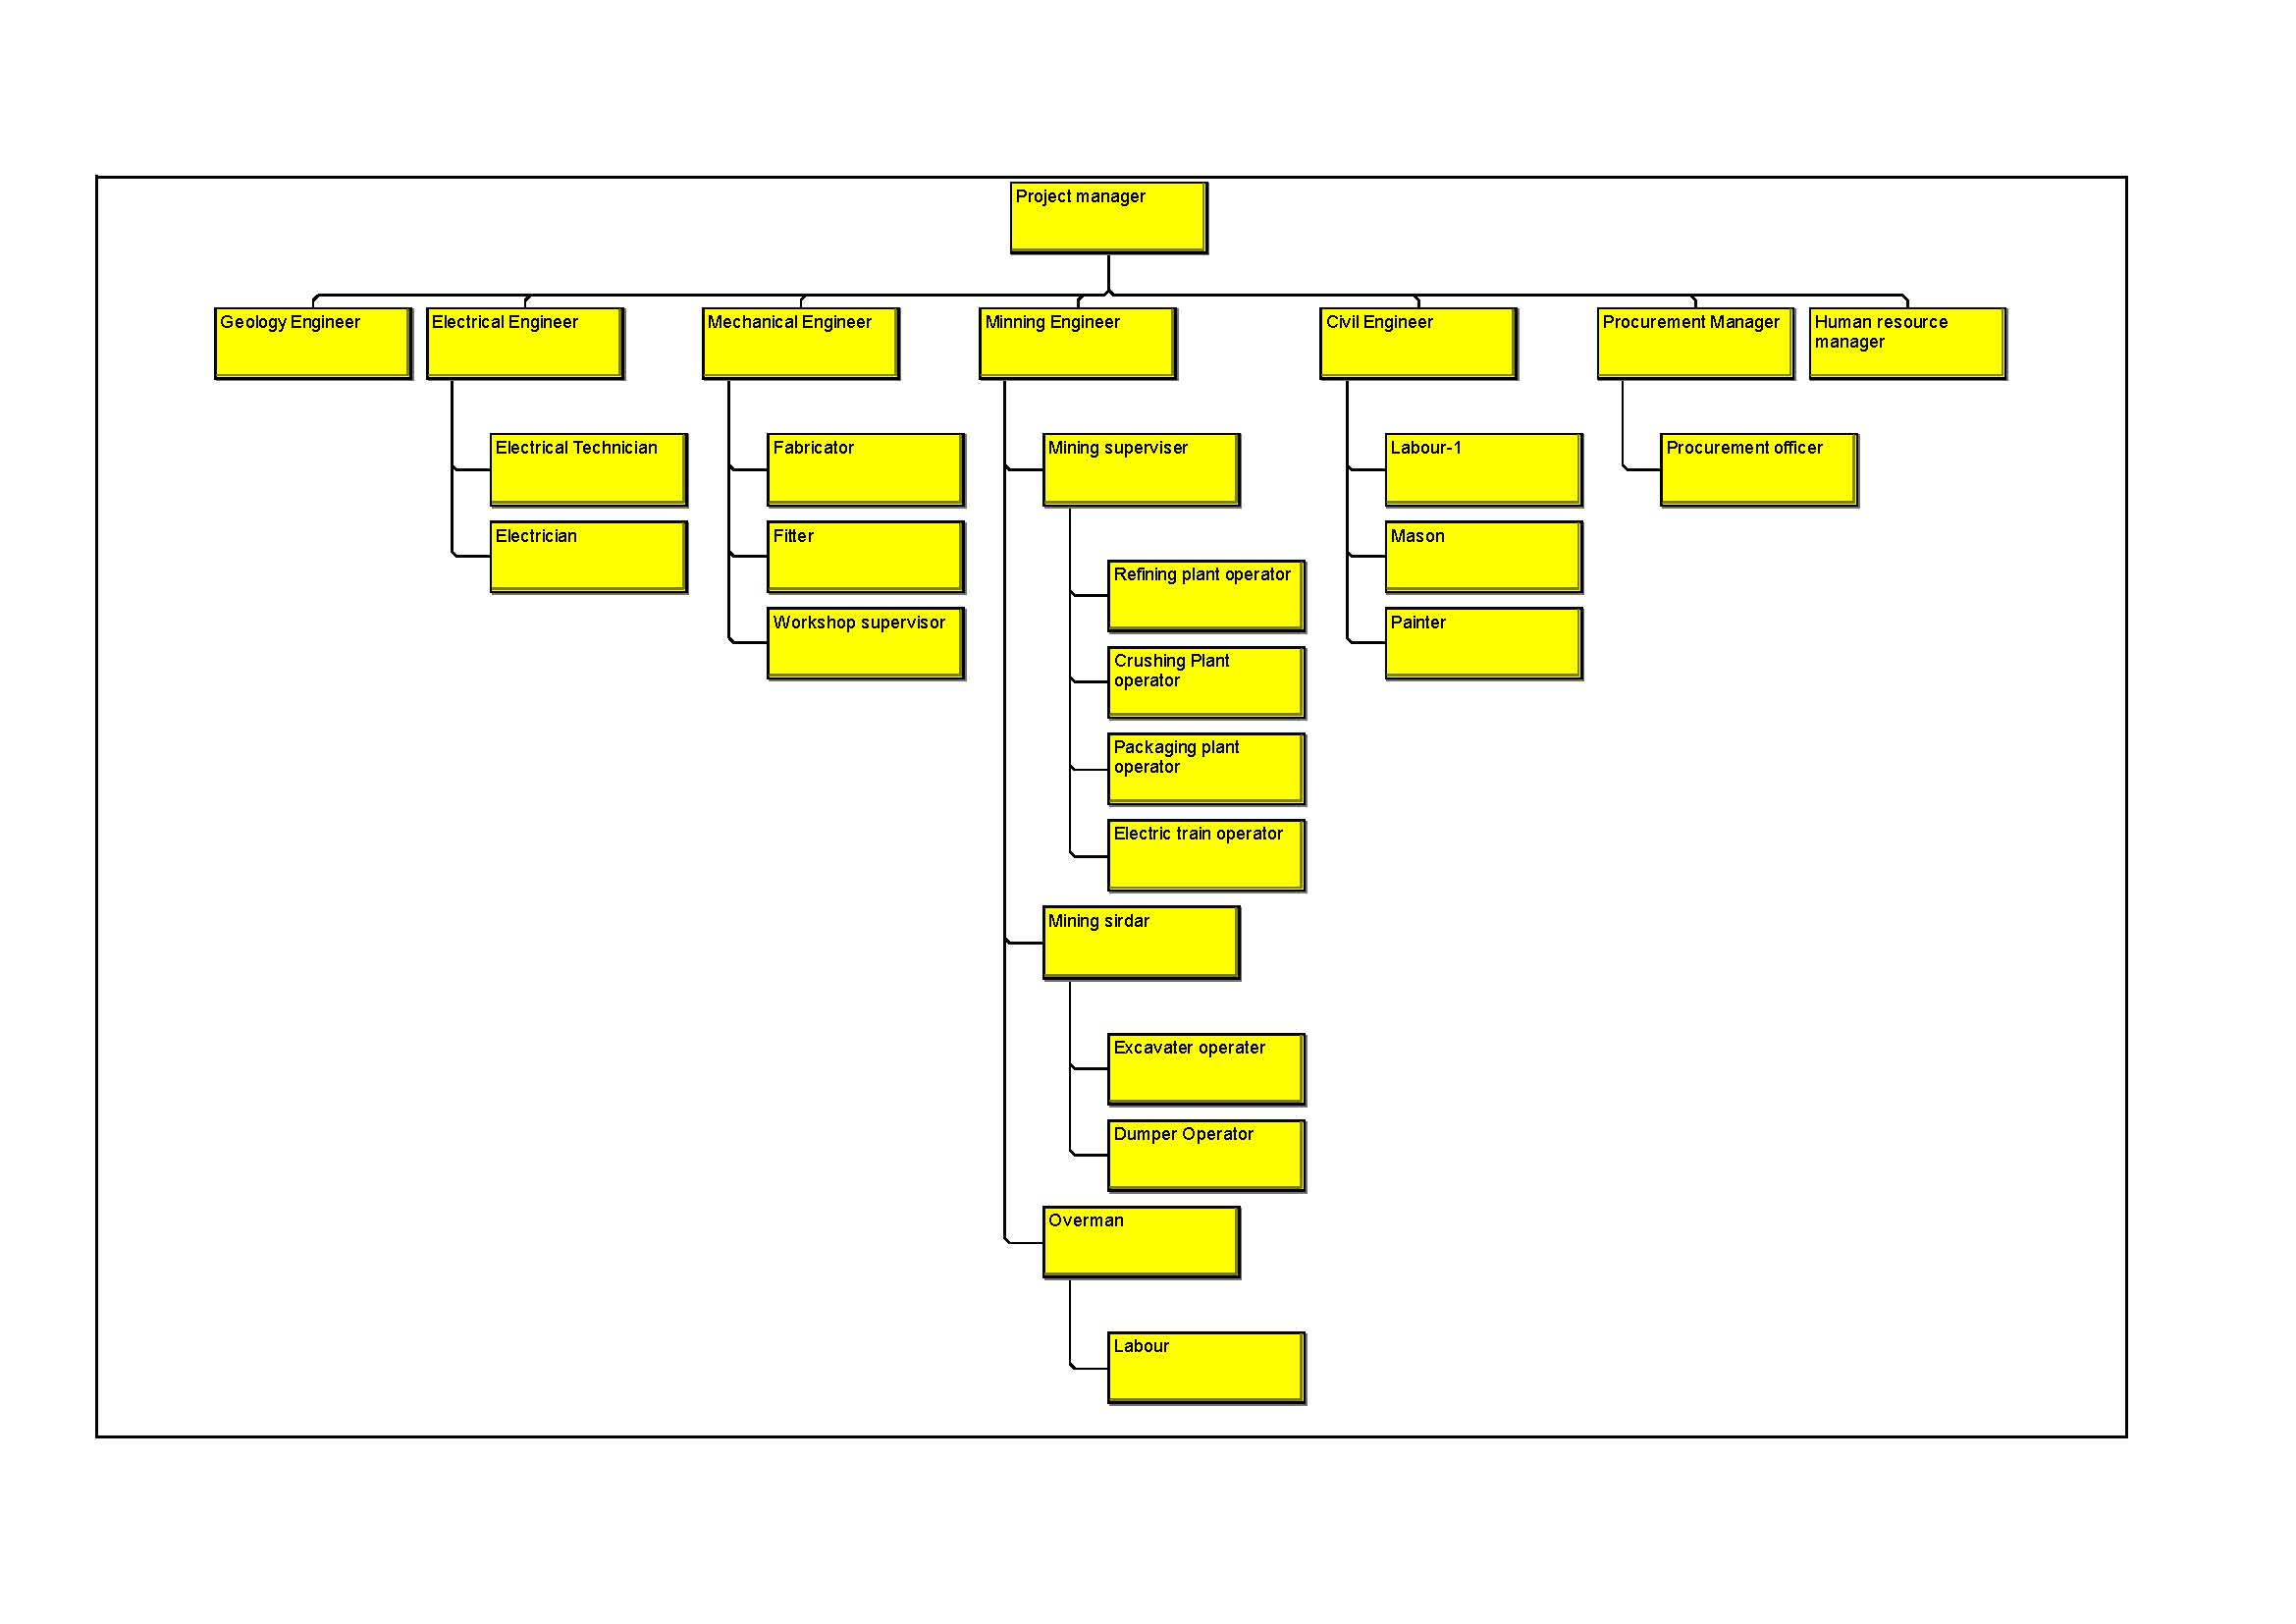 Project manager
Geology Engineer
Electrical Engineer
Mechanical Engineer
Minning Engineer
Civil Engineer
Procurement Manager
Human resource
manager
Electrical Technician
Electrician
Fabricator
Fitter
Workshop supervisor
Mining superviser
Refining plant operator
Crushing Plant
operator
Packaging plant
operator
Electric train operator
Mining sirdar
Excavater operater
Dumper Operator
Overman
Labour
Labour-1
Mason
Painter
Procurement officer